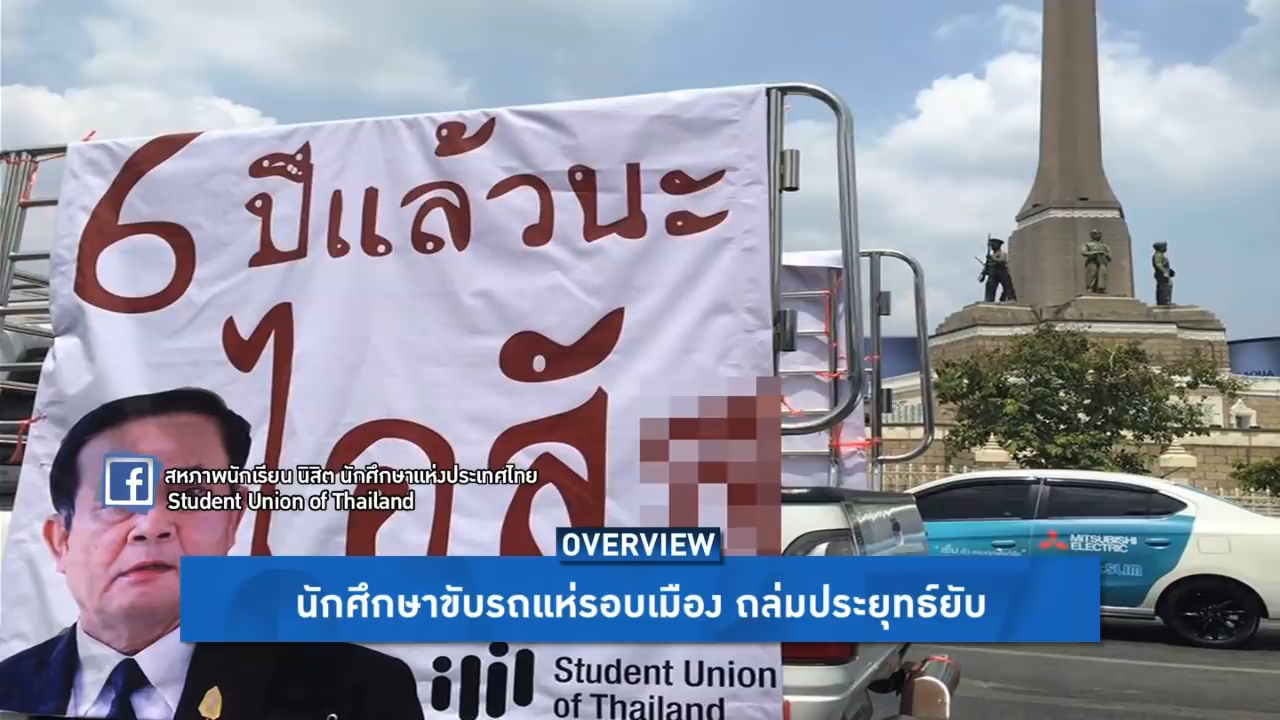 6 ปีแล้วนะ
ไอสั
สหภาพนักเรียน นิสิต นักศึกษาแห่งประเทศไทย
Student Union of Thailand
OVERVIEW
นักศึกษาขับรถแห่รอบเมือง ถล่มประยุทธ์ยับ
Student Union
of Thailand
MITSUBISHI
ELECTRIC
SLIM
AQUA